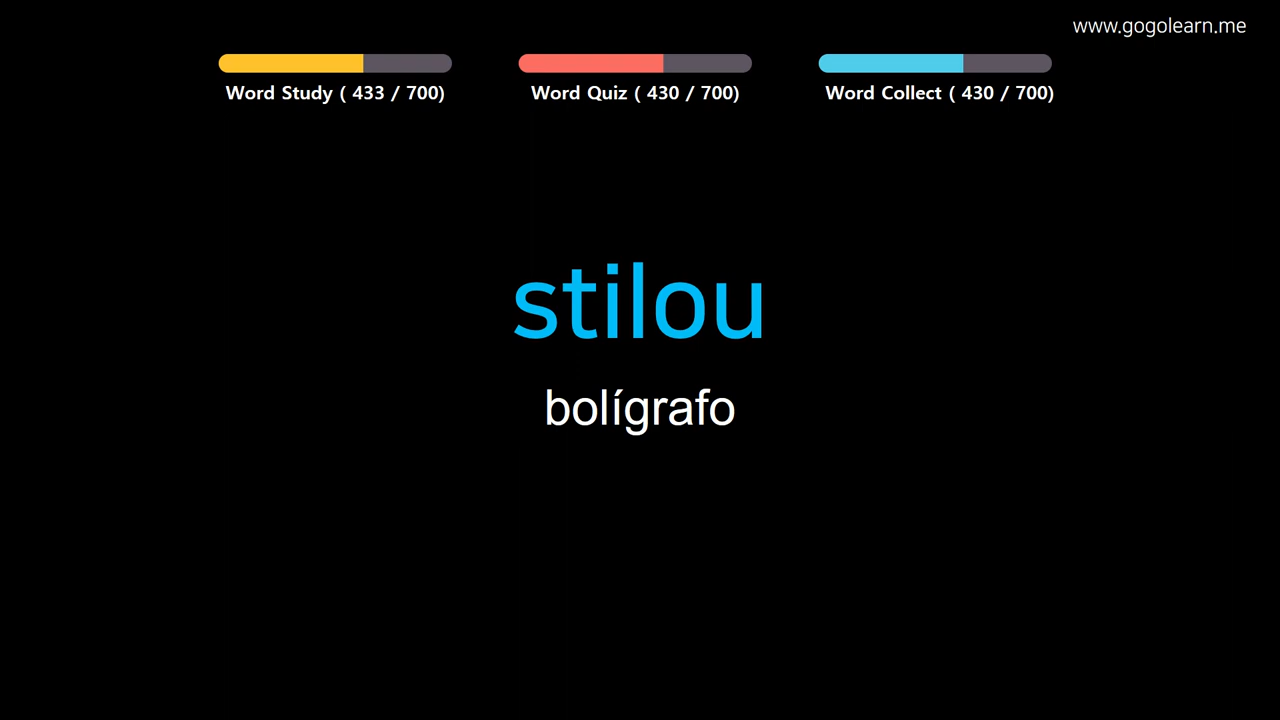 www.gogolearn.me
Word Study ( 433 / 700)
Word Quiz ( 430 / 700)
Word Collect ( 430 / 700)
stilou
bolígrafo